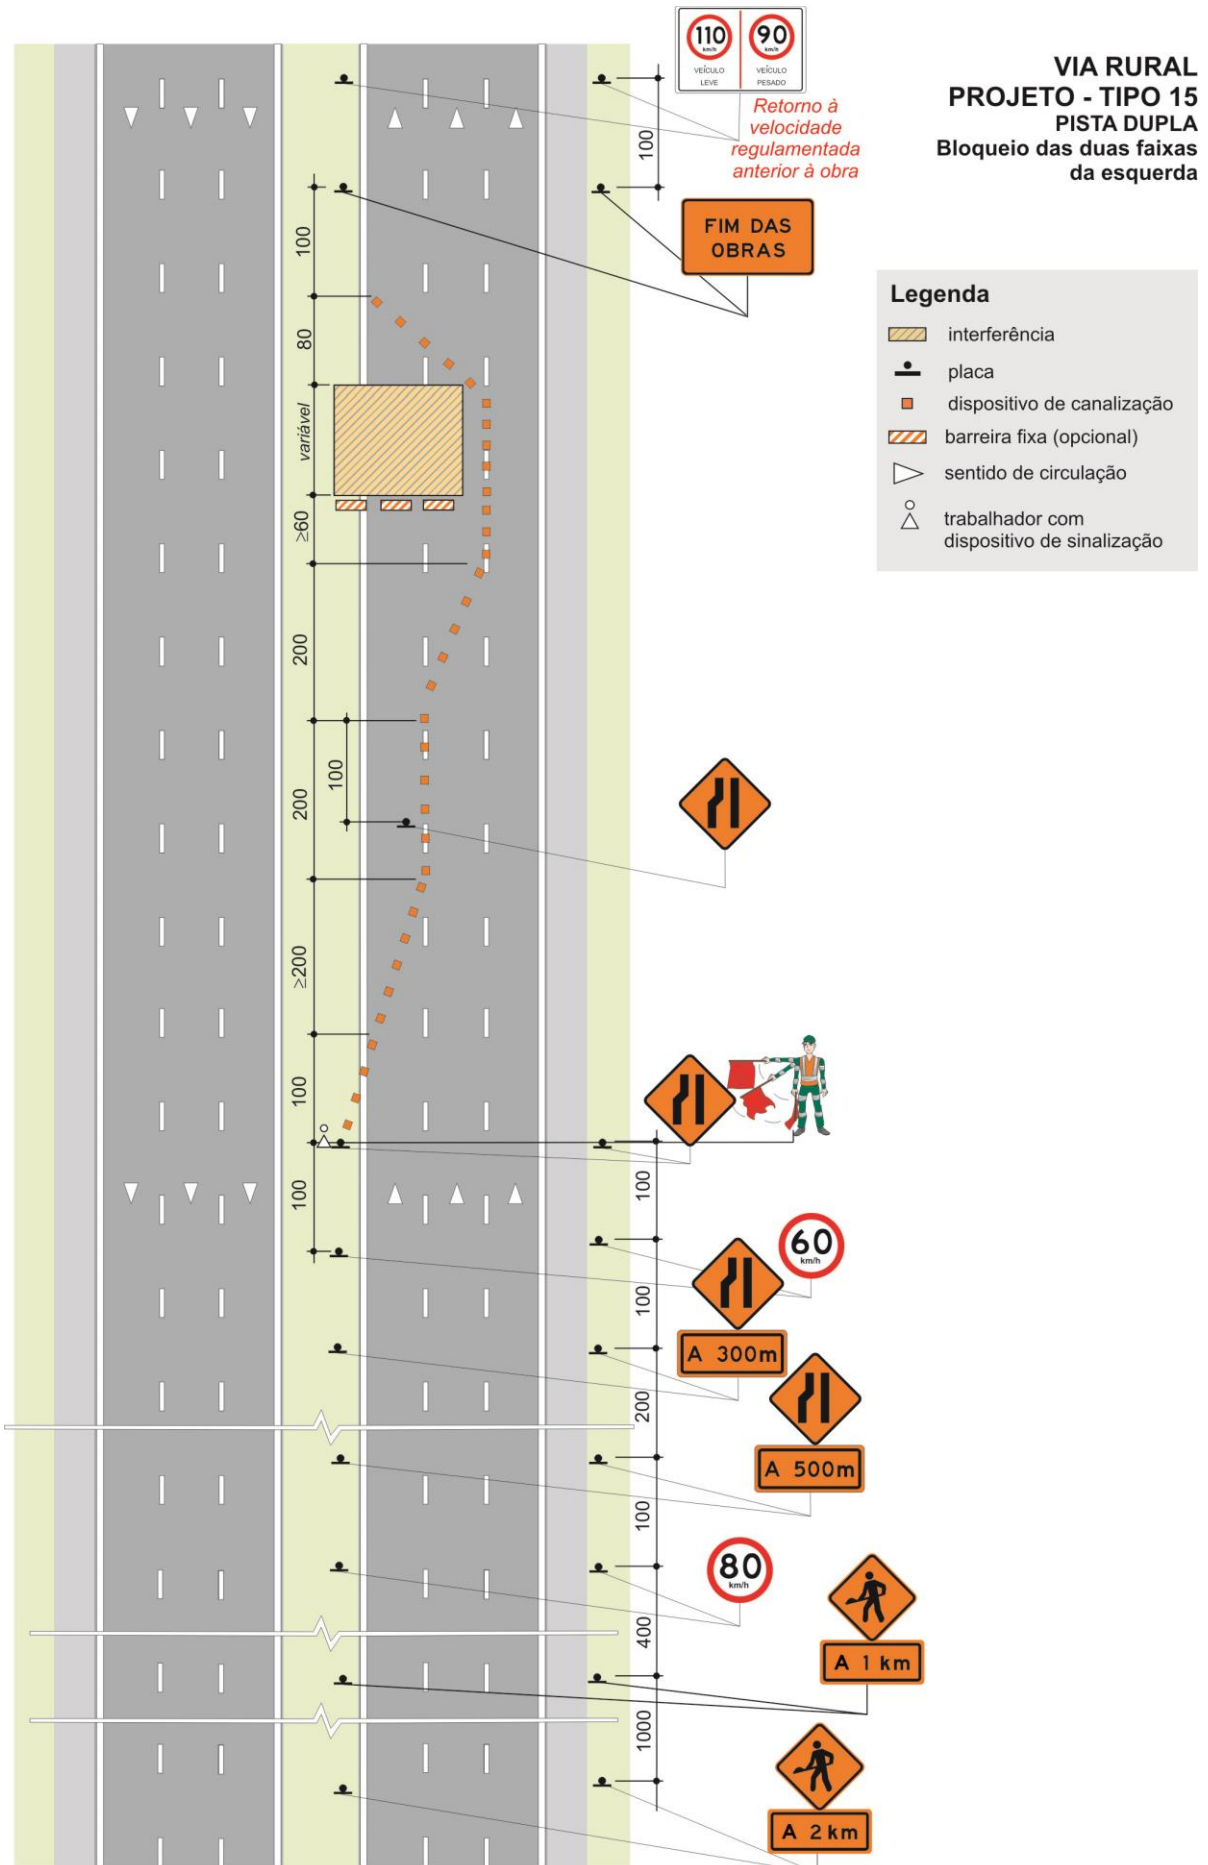 VIA RURAL
PROJETO - TIPO 15
PISTA DUPLA
Bloqueio das duas faixas
da esquerda
110
km/h
VEÍCULO
LEVE
90
km/h
VEÍCULO
PESADO
Retorno à
velocidade
regulamentada
anterior à obra
100
FIM DAS
OBRAS
Legenda
interferência
placa
dispositivo de canalização
barreira fixa (opcional)
sentido de circulação
trabalhador com
dispositivo de sinalização
100
80
variável
≥60
200
100
200
≥200
100
100
100
60
km/h
100
A 300m
200
A 500m
100
80
km/h
400
A 1 km
1000
A 2 km